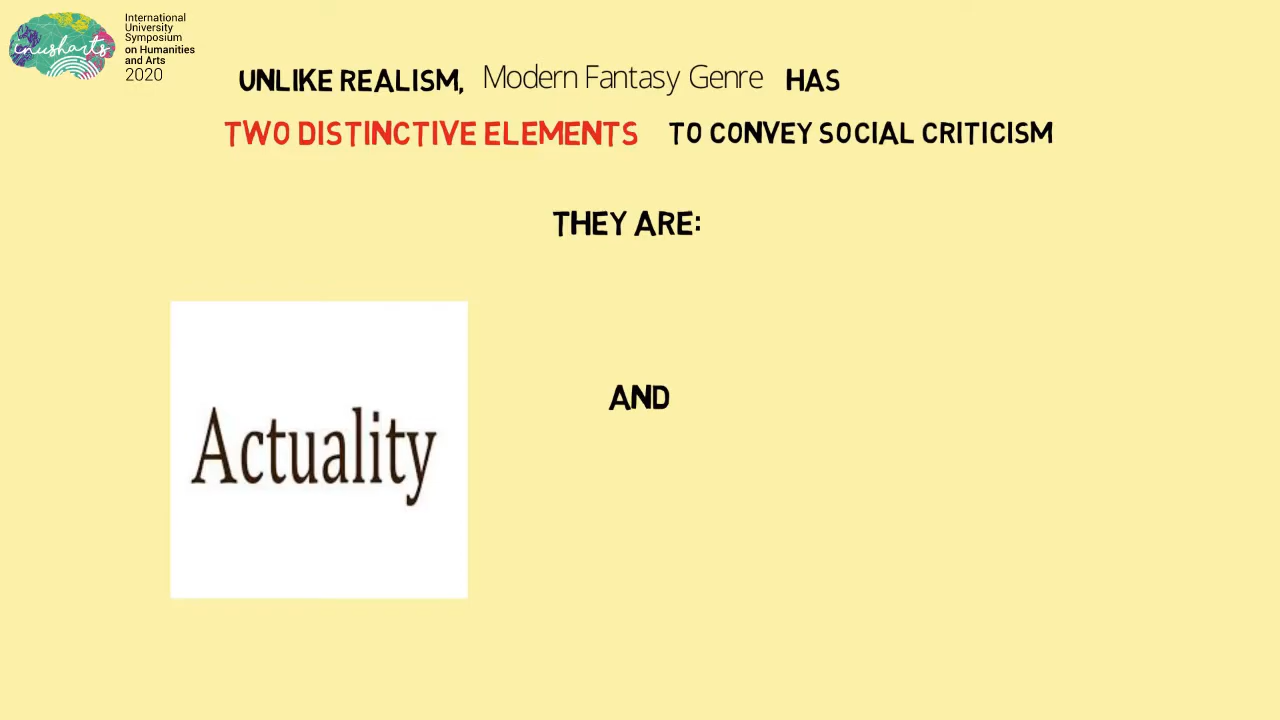 inusharts
International
University
Symposium
on Humanities
and Arts
2020
UNLIKE REALISM, Modern Fantasy Genre HAS
TWO DISTINCTIVE ELEMENTS TO CONVEY SOCIAL CRITICISM
THEY ARE:
AND
Actuality